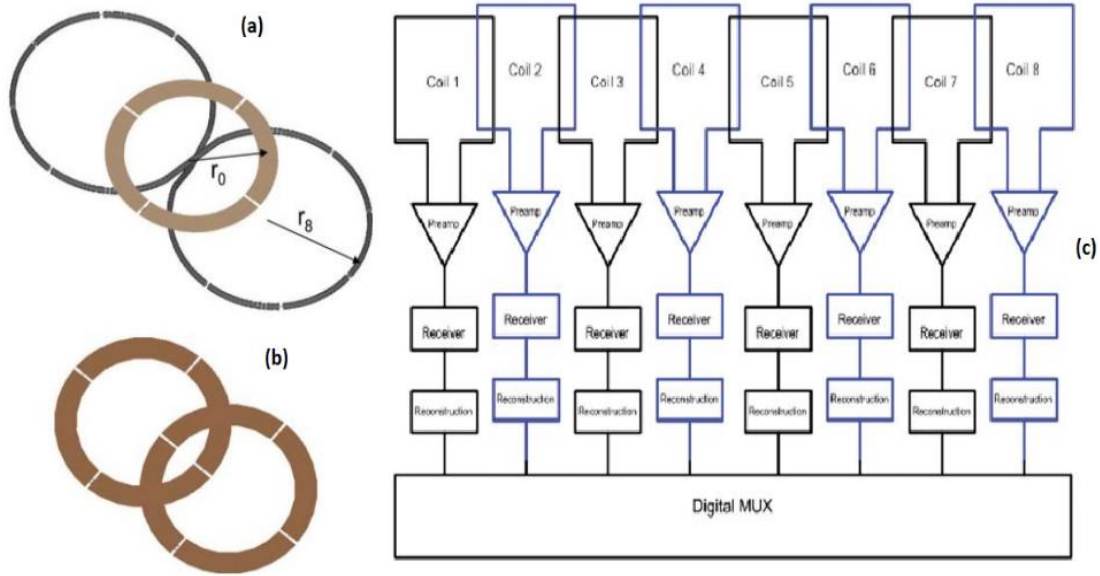 (a)
r0
r8
(b)
(c)
Coil 1
Coil 2
Coil 3
Coil 4
Coil 5
Coil 6
Coil 7
Coil 8
Preamp
Preamp
Preamp
Preamp
Preamp
Preamp
Preamp
Preamp
Receiver
Receiver
Receiver
Receiver
Receiver
Receiver
Receiver
Receiver
Reconstruction
Reconstruction
Reconstruction
Reconstruction
Reconstruction
Reconstruction
Reconstruction
Reconstruction
Digital MUX